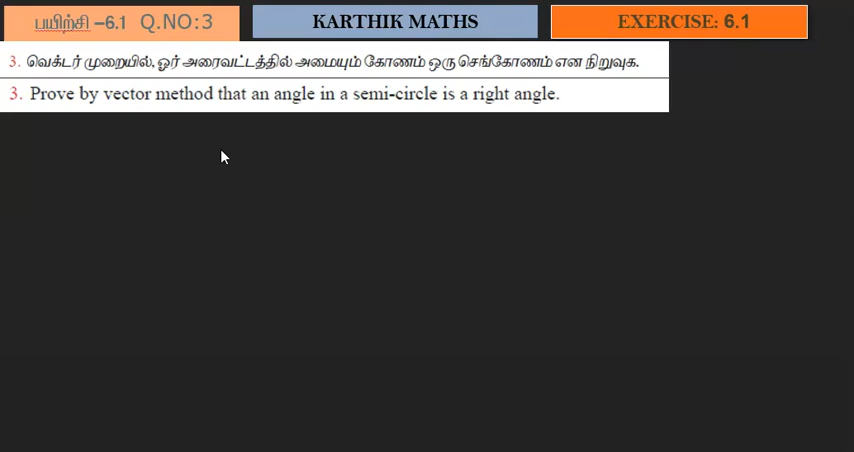 பயிற்சி –6.1 Q.NO:3
KARTHIK MATHS
EXERCISE: 6.1
3. வெக்டர் முறையில், ஓர் அரைவட்டத்தில் அமையும் கோணம் ஒரு செங்கோணம் என நிறுவுக.
3. Prove by vector method that an angle in a semi-circle is a right angle.